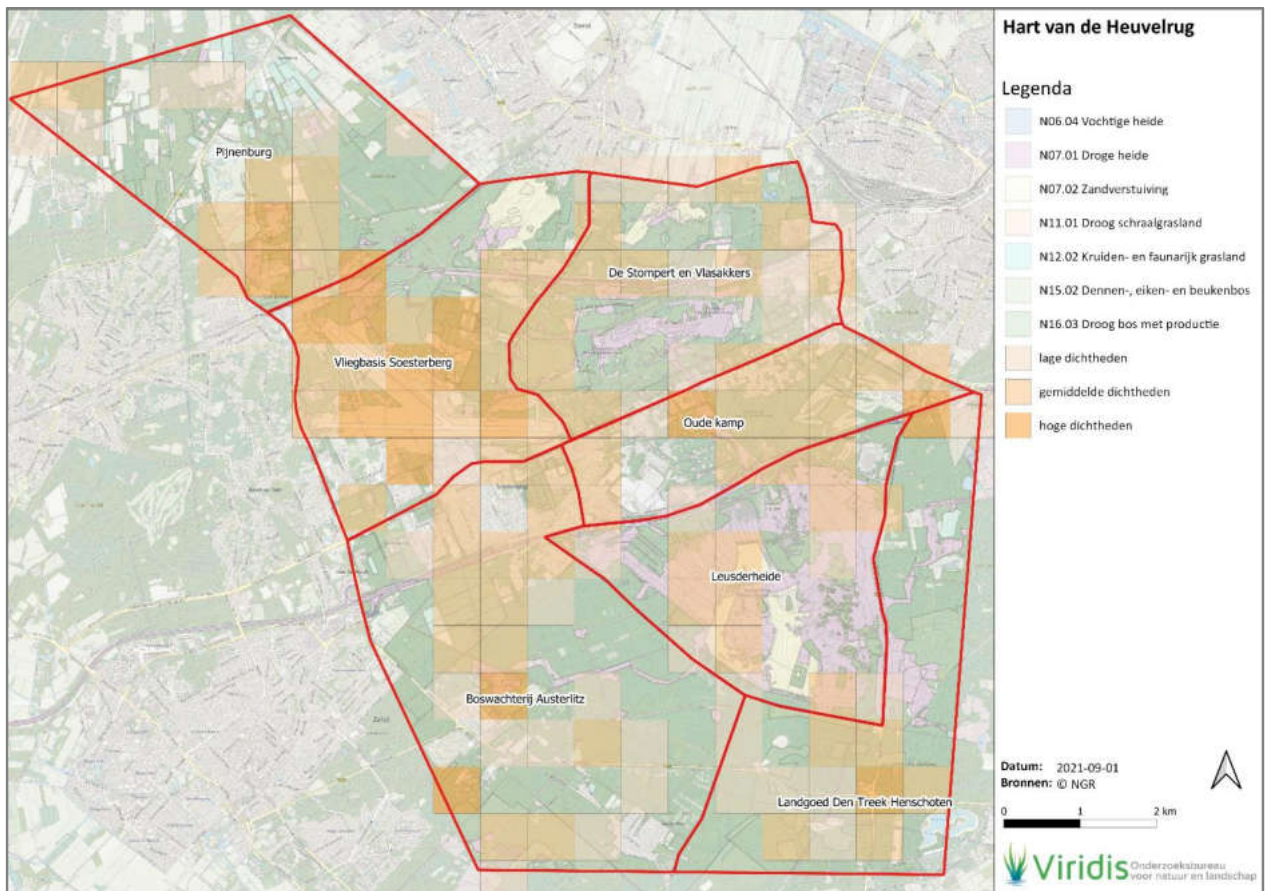 Hart van de Heuvelrug
Legenda
N06.04 Vochtige heide
N07.01 Droge heide
N07.02 Zandverstuiving
N11.01 Droog schraalgrasland
N12.02 Kruiden- en faunarijk grasland
N15.02 Dennen-, eiken- en beukenbos
N16.03 Droog bos met productie
lage dichtheden
gemiddelde dichtheden
hoge dichtheden
Pijnenburg
De Stompert en Vlasakkers
Vliegbasis Soesterberg
Oude kamp
Leusderheide
Boswachterij Austerlitz
Landgoed Den Treek Henschoten
Datum: 2021-09-01
Bronnen: © NGR
0 1 2 km
Viridis
Onderzoeksbureau
voor natuur en landschap